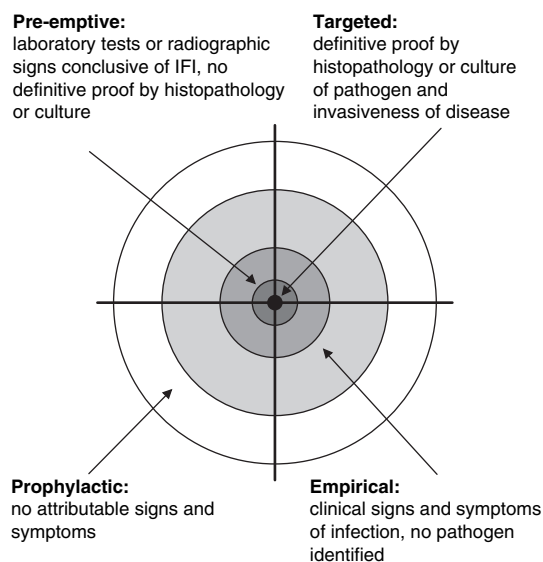 Pre-emptive:
laboratory tests or radiographic
signs conclusive of IFI, no
definitive proof by histopathology
or culture
Targeted:
definitive proof by
histopathology or culture
of pathogen and
invasiveness of disease
Prophylactic:
no attributable signs and
symptoms
Empirical:
clinical signs and symptoms
of infection, no pathogen
identified